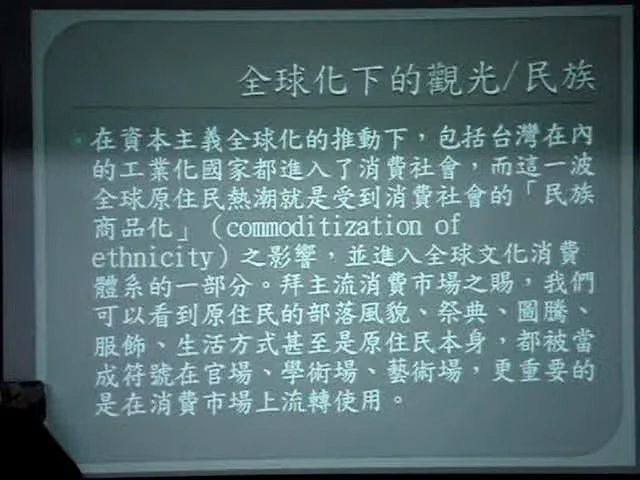 全球化下的觀光/民族
在資本主義全球化的推動下，包括台灣在內
的工業化國家都進入了消費社會，而這一波
全球原住民熱潮就是受到消費社會的「民族
商品化」（commoditization of
ethnicity）之影響，並進入全球文化消費
體系的一部分。拜主流消費市場之賜，我們
可以看到原住民的部落風貌、祭典、圖騰、
服飾、生活方式甚至是原住民本身，都被當
成符號在官場、學術場、藝術場，更重要的
是在消費市場上流轉使用。